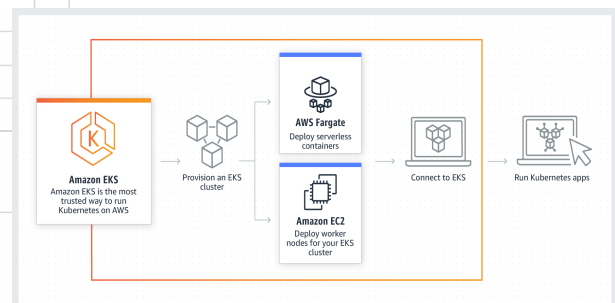 K
Amazon EKS
Amazon EKS is the most
trusted way to run
Kubernetes on AWS
Provision an EKS
cluster
AWS Fargate
Deploy serverless
containers
Amazon EC2
Deploy worker
nodes for your EKS
cluster
Connect to EKS
Run Kubernetes apps